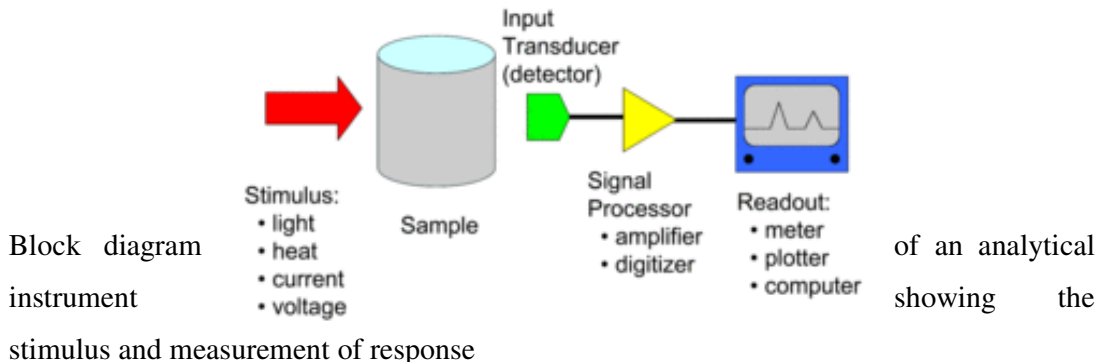 Input
Transducer
(detector)
Stimulus:
• light
• heat
• current
• voltage
Sample
Signal
Processor
• amplifier
• digitizer
Readout:
• meter
• plotter
• computer
Block diagram of an analytical
instrument showing the
stimulus and measurement of response